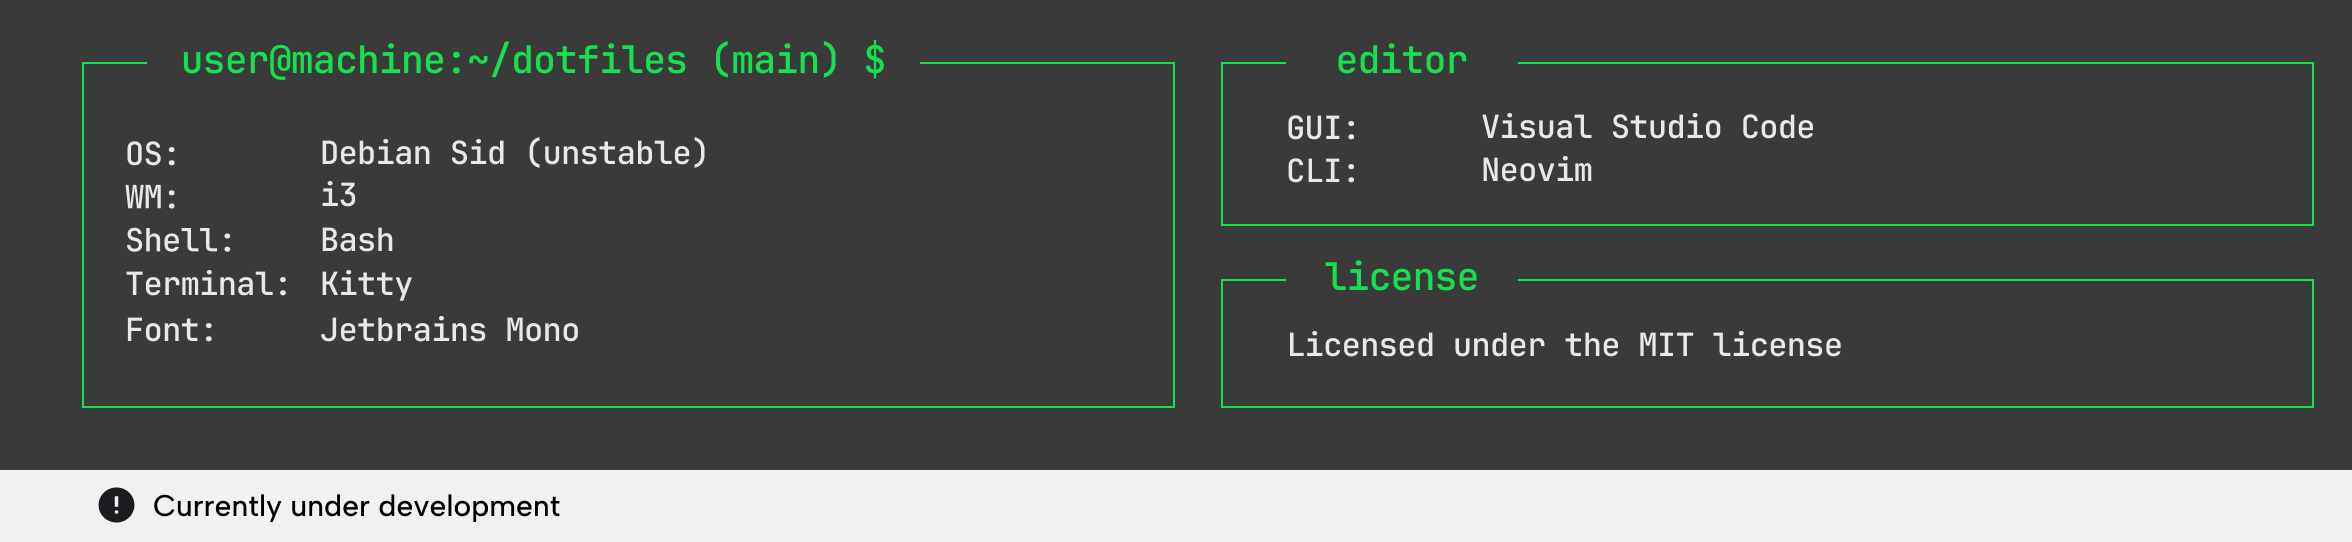 user@machine:~/dotfiles (main) $
OS: Debian Sid (unstable)
WM: i3
Shell: Bash
Terminal: Kitty
Font: Jetbrains Mono
editor
GUI: Visual Studio Code
CLI: Neovim
license
Licensed under the MIT license
Currently under development